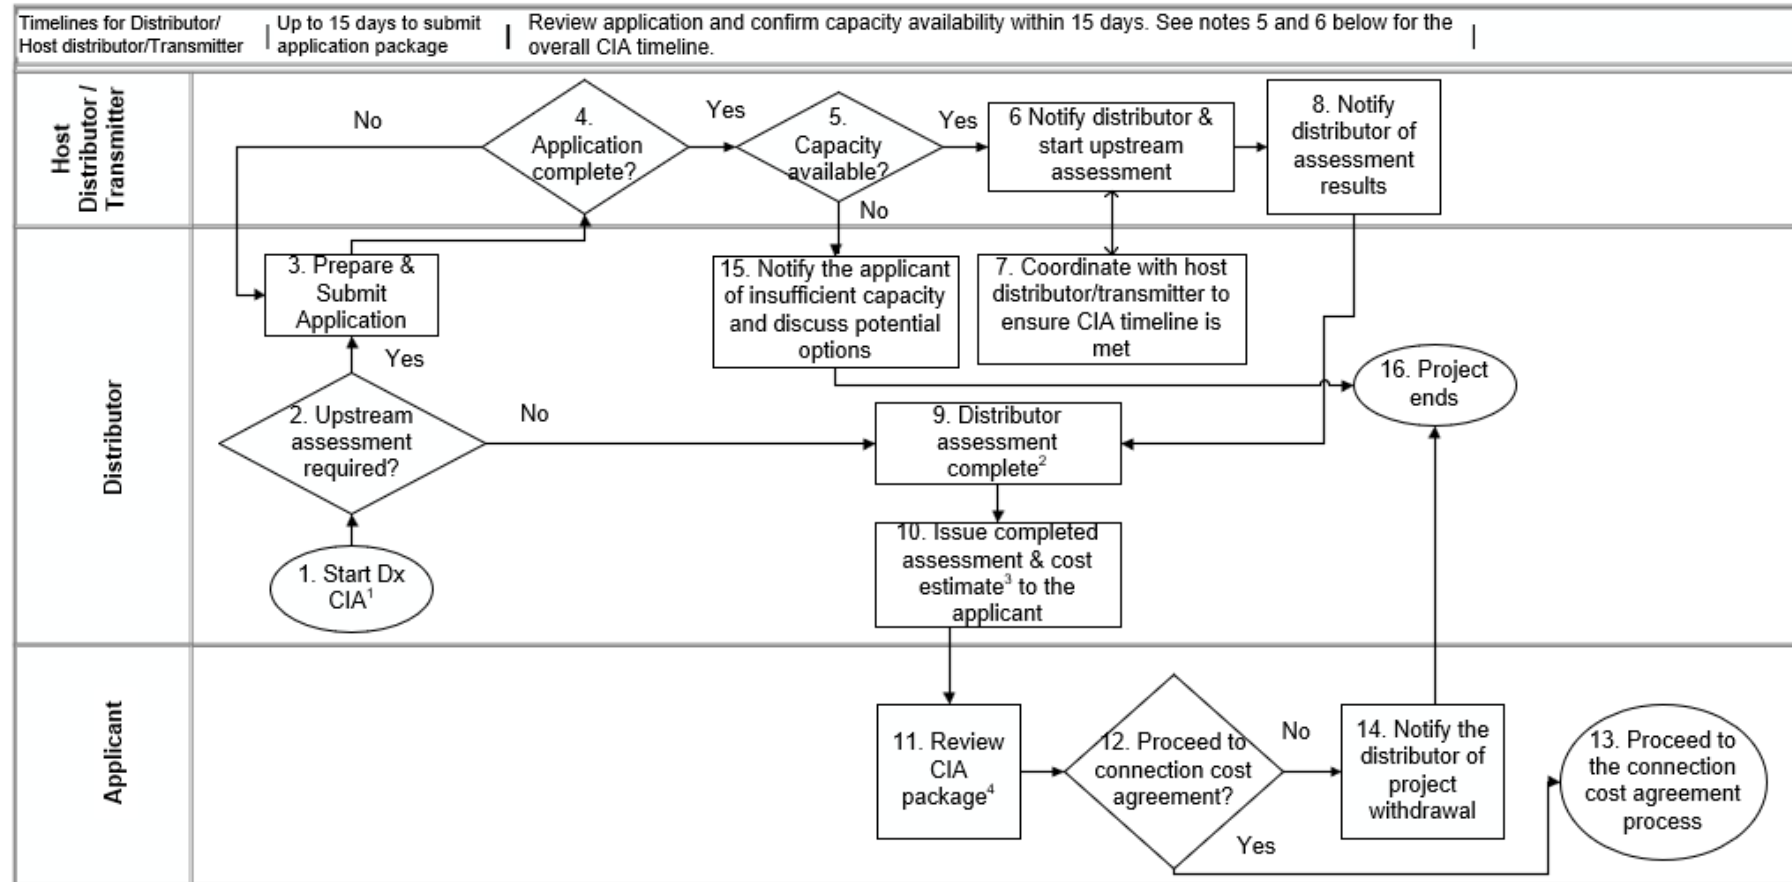 Timelines for Distributor/
Host distributor/Transmitter
Up to 15 days to submit
application package
Review application and confirm capacity availability within 15 days. See notes 5 and 6 below for the
overall CIA timeline.
Host
Distributor /
Transmitter
No
4.
Application
complete?
Yes
5.
Capacity
available?
Yes
No
6 Notify distributor &
start upstream
assessment
8. Notify
distributor of
assessment
results
Distributor
3. Prepare &
Submit
Application
Yes
15. Notify the applicant
of insufficient capacity
and discuss potential
options
7. Coordinate with host
distributor/transmitter to
ensure CIA timeline is
met
16. Project
ends
2. Upstream
assessment
required?
No
9. Distributor
assessment
complete²
1. Start Dx
CIA¹
10. Issue completed
assessment & cost
estimate³ to the
applicant
Applicant
11. Review
CIA
package⁴
12. Proceed to
connection cost
agreement?
No
Yes
14. Notify the
distributor of
project
withdrawal
13. Proceed to
the connection
cost agreement
process